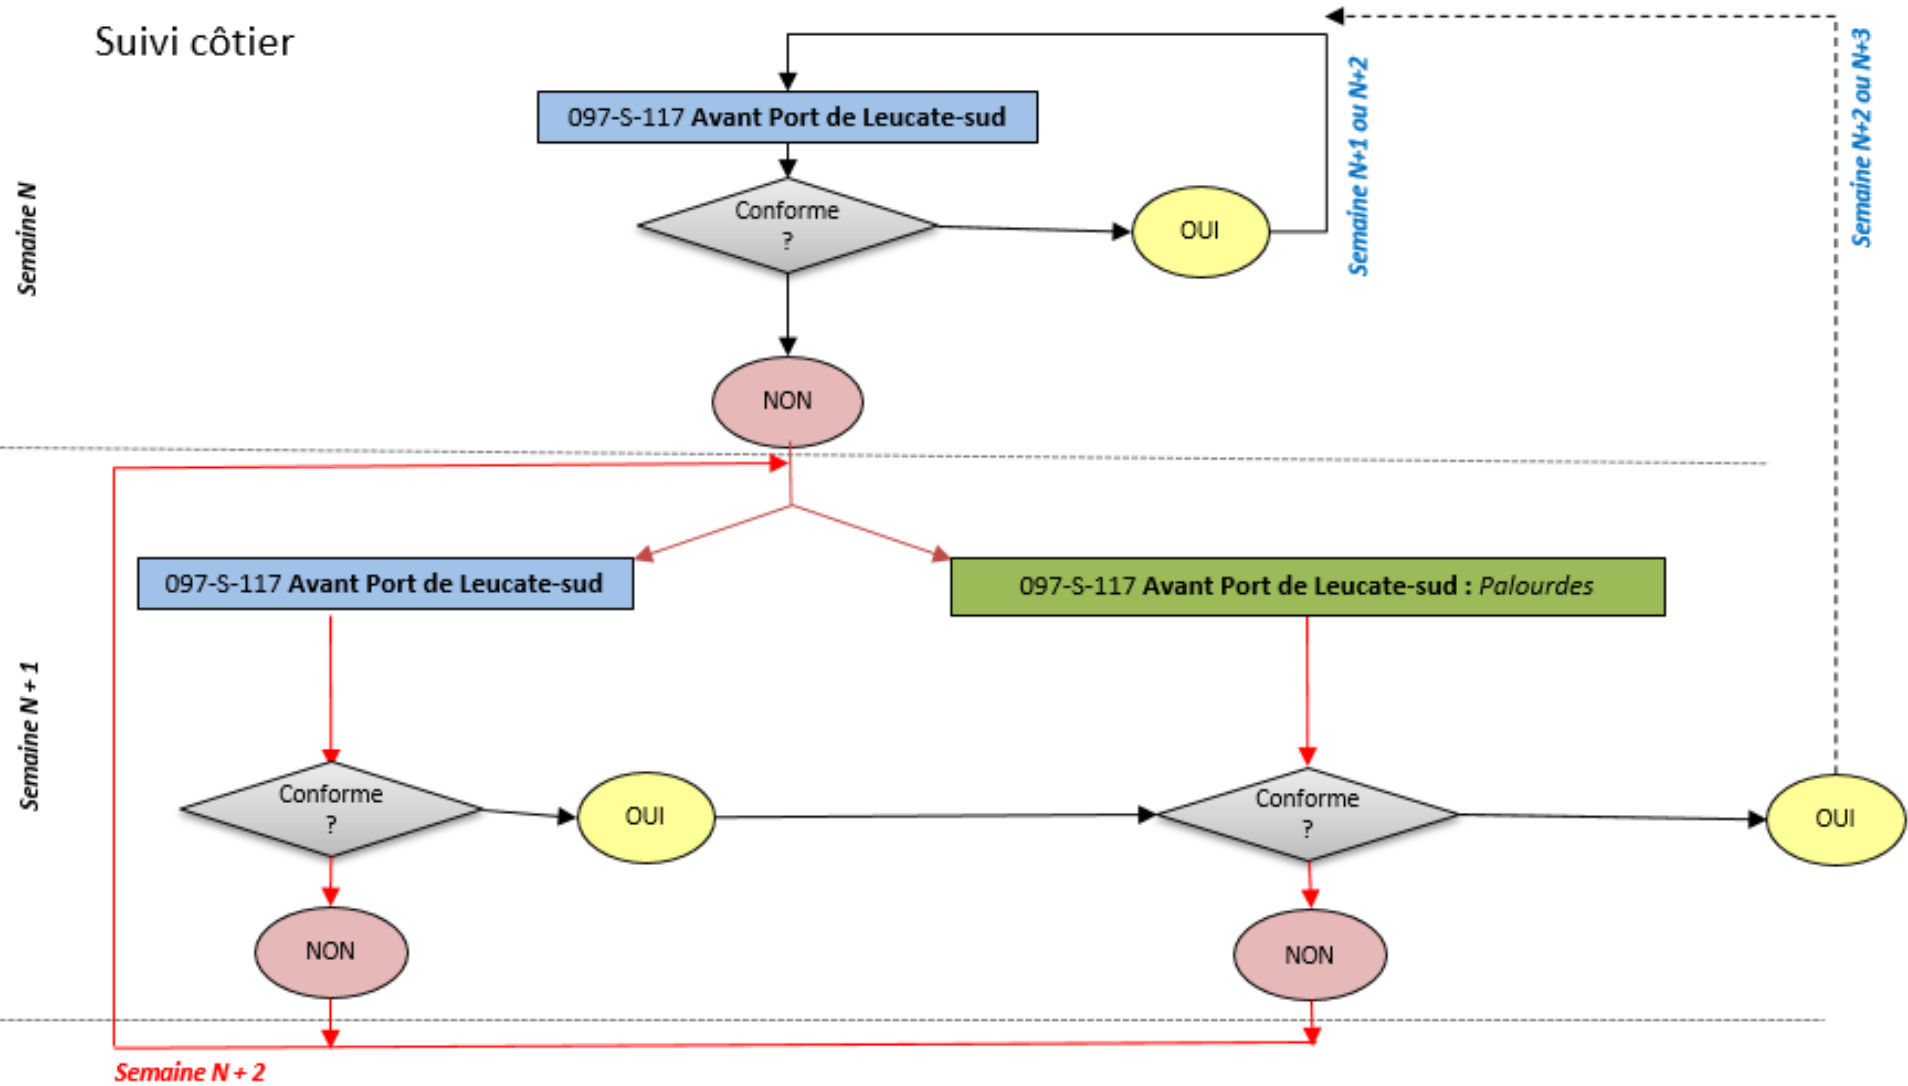 Suivi côtier
Semaine N+1 ou N+2
Semaine N+2 ou N+3
097-S-117 Avant Port de Leucate-sud
Semaine N
Conforme
?
OUI
NON
097-S-117 Avant Port de Leucate-sud
097-S-117 Avant Port de Leucate-sud : Palourdes
Semaine N + 1
Conforme
?
OUI
Conforme
?
OUI
NON
NON
Semaine N + 2